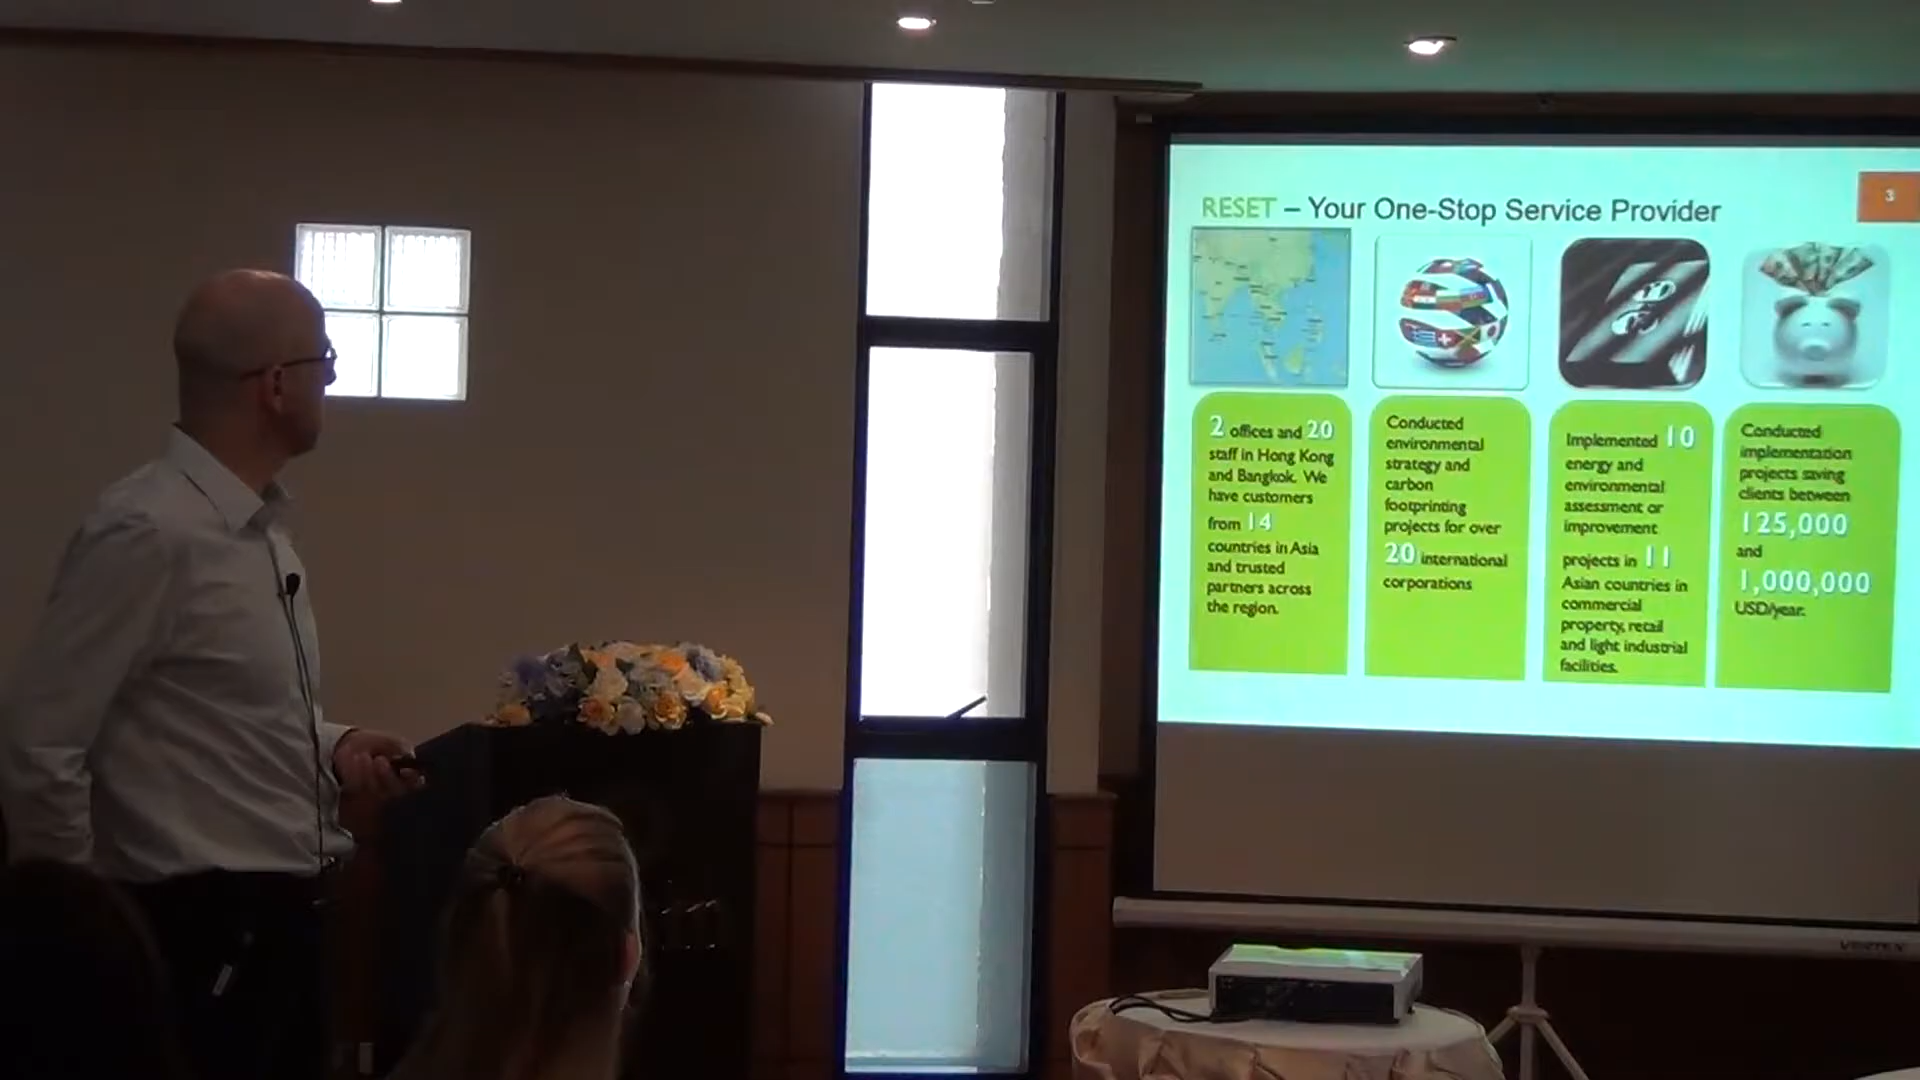 RESET – Your One-Stop Service Provider
3
2 offices and 20
staff in Hong Kong
and Bangkok. We
have customers
from 14
countries in Asia
and trusted
partners across
the region.
Conducted
environmental
strategy and
carbon
footprinting
projects for over
20 international
corporations
Implemented 10
energy and
environmental
assessment or
improvement
projects in 11
Asian countries in
commercial
property, retail
and light industrial
facilities.
Conducted
implementation
projects saving
clients between
125,000
and
1,000,000
USD/year.